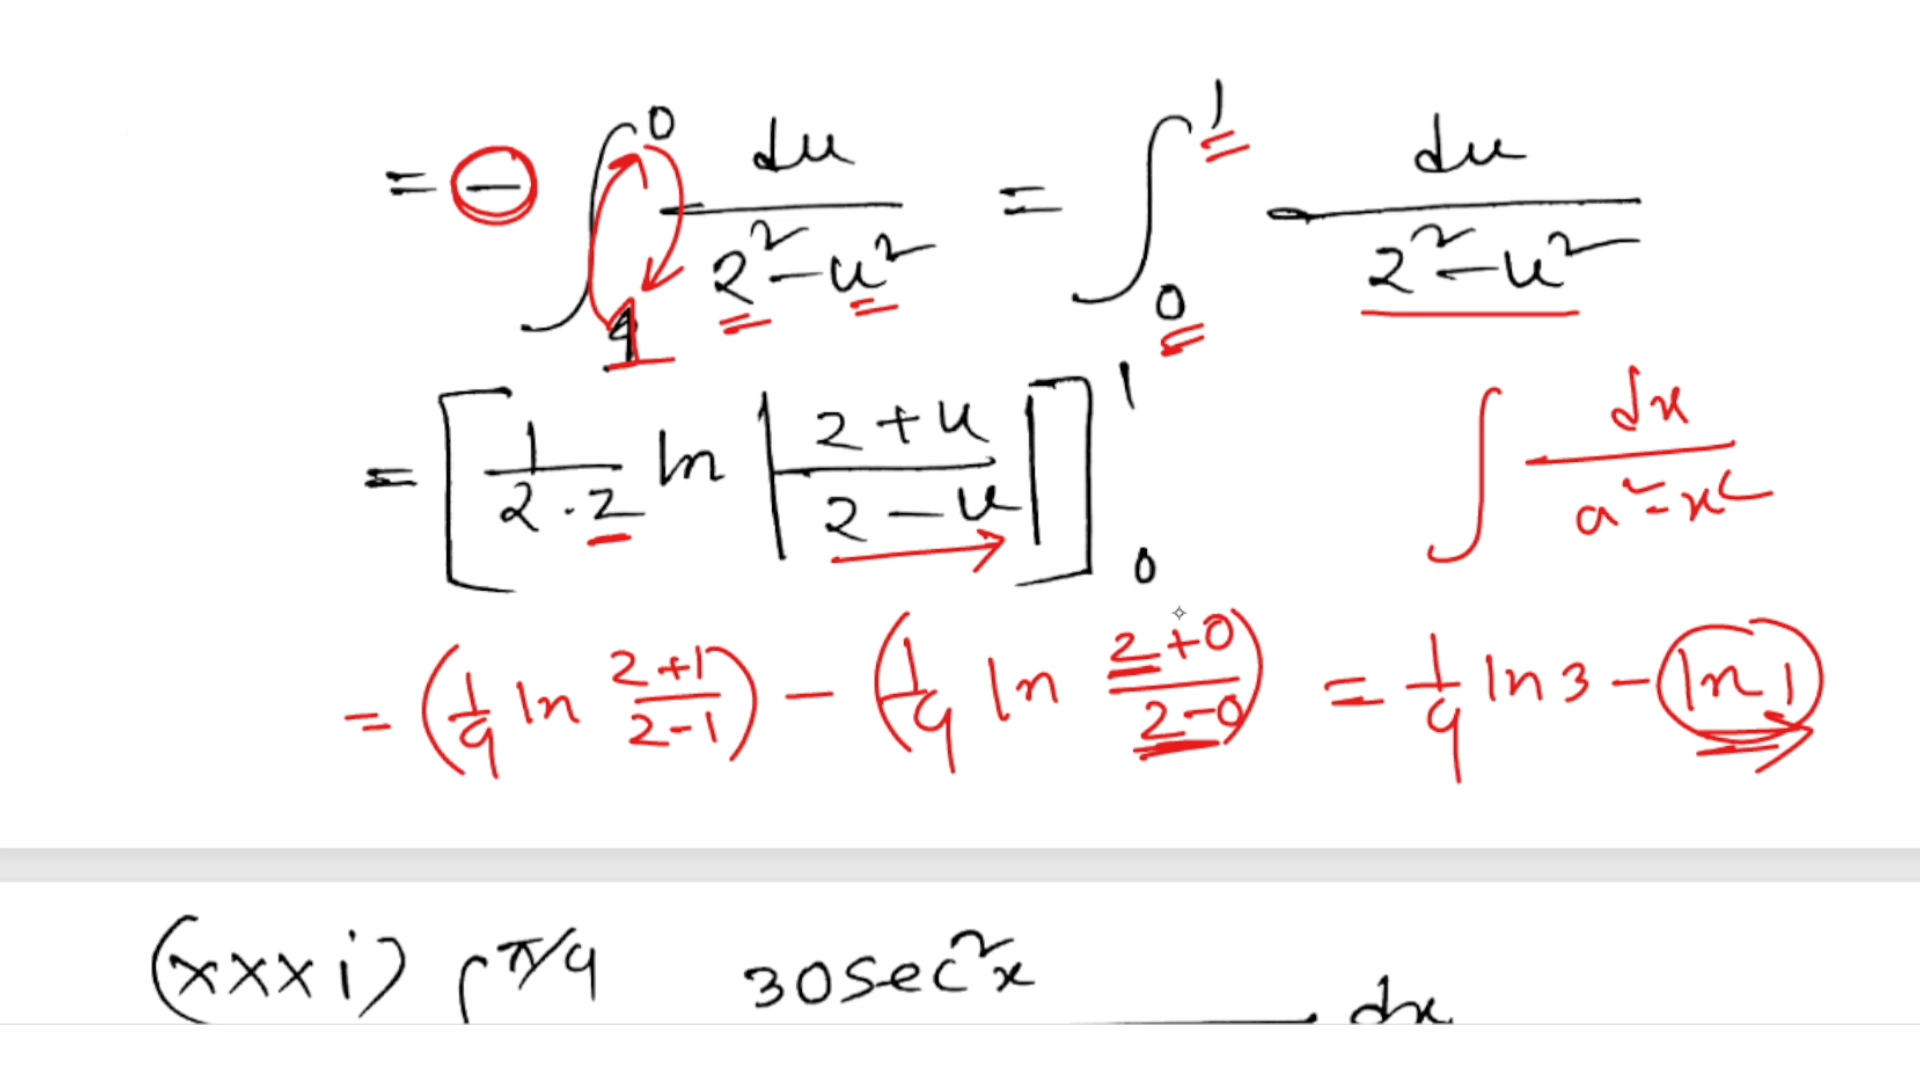 = - ∫₁⁰ du/(2² - u²) = ∫₀¹ du/(2² - u²)
= [1/(2·2) ln |(2+u)/(2-u)|]₀¹
∫ dx/(a² - x²)
= (1/4 ln (2+1)/(2-1)) - (1/4 ln (2+0)/(2-0)) = 1/4 ln 3 - ln 1
(xxxi) ∫^π/4 30 sec²x dx